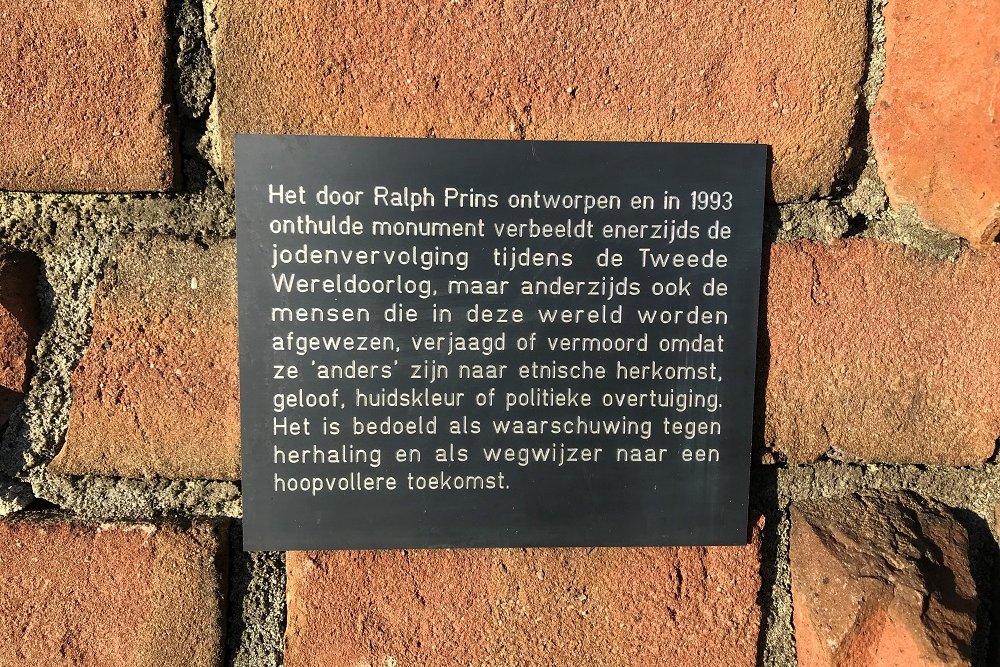 Het door Ralph Prins ontworpen en in 1993
onthulde monument verbeeldt enerzijds de
jodenvervolging tijdens de Tweede
Wereldoorlog, maar anderzijds ook de
mensen die in deze wereld worden
afgewezen, verjaagd of vermoord omdat
ze 'anders' zijn naar etnische herkomst,
geloof, huidskleur of politieke overtuiging.
Het is bedoeld als waarschuwing tegen
herhaling en als wegwijzer naar een
hoopvollere toekomst.